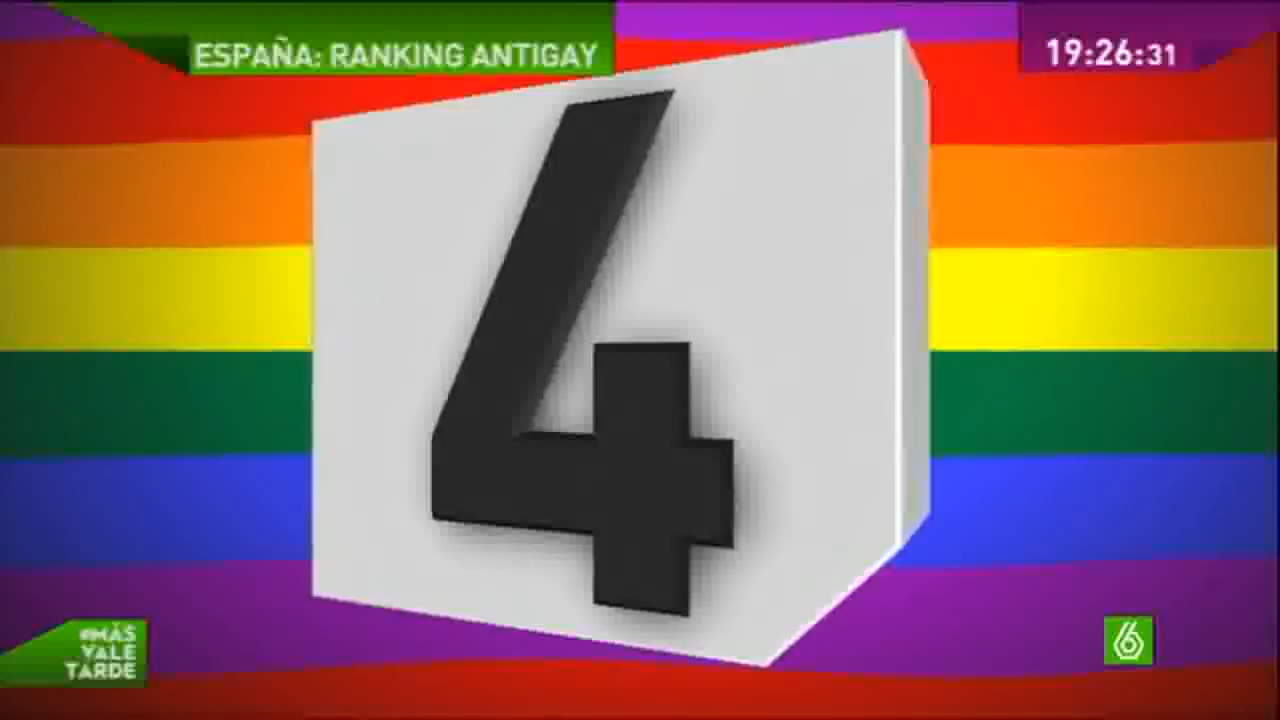 ESPAÑA: RANKING ANTIGAY
19:26:31
4
#MÁS
VALE
TARDE
6